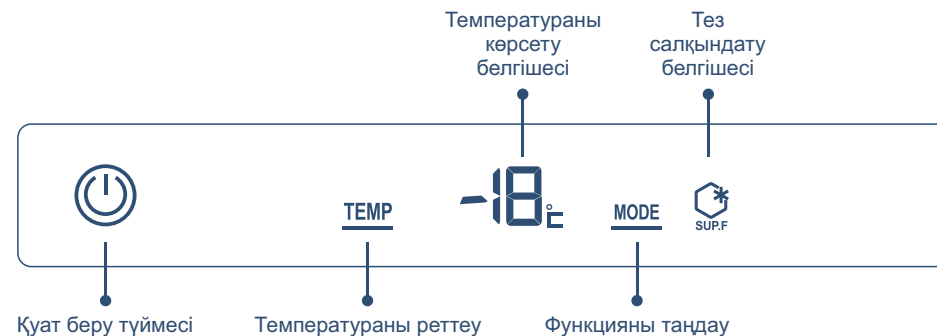 Температураны
көрсету
белгішесі
Тез
салқындату
белгішесі
TEMP
-18°C
MODE
SUP.F
Қуат беру түймесі
Температураны реттеу
Функцияны таңдау